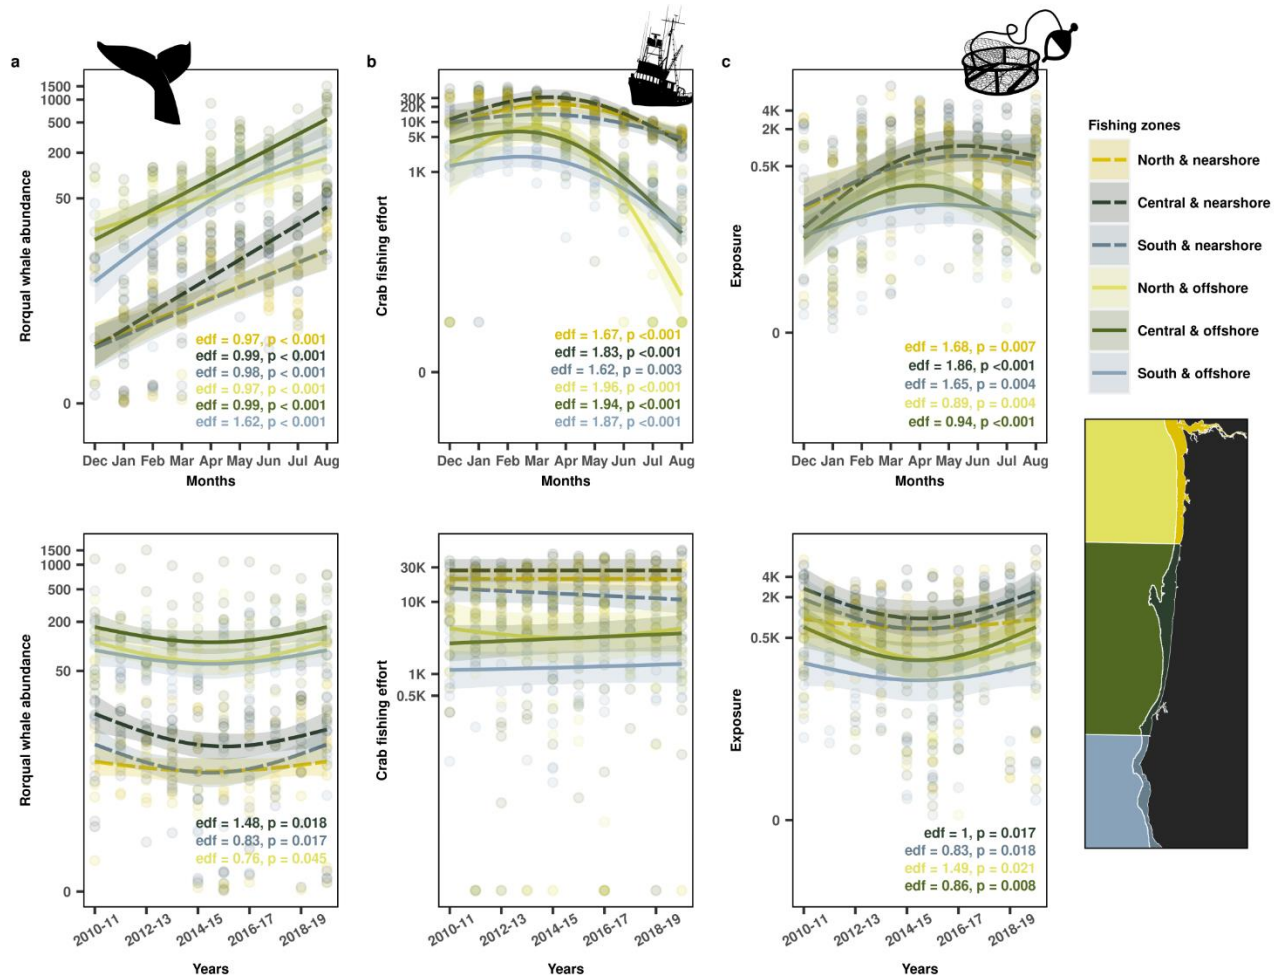 a
b
c
Rorqual whale abundance
1500
1000
500
200
50
0
Dec Jan Feb Mar Apr May Jun Jul Aug
Months
edf = 0.97, p < 0.001
edf = 0.99, p < 0.001
edf = 0.98, p < 0.001
edf = 0.97, p < 0.001
edf = 0.99, p < 0.001
edf = 1.62, p < 0.001
Crab fishing effort
30K
20K
10K
5K
1K
0
Dec Jan Feb Mar Apr May Jun Jul Aug
Months
edf = 1.67, p <0.001
edf = 1.83, p <0.001
edf = 1.62, p = 0.003
edf = 1.96, p <0.001
edf = 1.94, p <0.001
edf = 1.87, p <0.001
Exposure
4K
2K
0.5K
0
Dec Jan Feb Mar Apr May Jun Jul Aug
Months
edf = 1.68, p = 0.007
edf = 1.86, p <0.001
edf = 1.65, p = 0.004
edf = 0.89, p = 0.004
edf = 0.94, p <0.001
Fishing zones
North & nearshore
Central & nearshore
South & nearshore
North & offshore
Central & offshore
South & offshore
Rorqual whale abundance
1500
1000
500
200
50
0
2010-11 2012-13 2014-15 2016-17 2018-19
Years
edf = 1.48, p = 0.018
edf = 0.83, p = 0.017
edf = 0.76, p = 0.045
Crab fishing effort
30K
10K
1K
0.5K
2010-11 2012-13 2014-15 2016-17 2018-19
Years
Exposure
4K
2K
0.5K
0
2010-11 2012-13 2014-15 2016-17 2018-19
Years
edf = 1, p = 0.017
edf = 0.83, p = 0.018
edf = 1.49, p = 0.021
edf = 0.86, p = 0.008